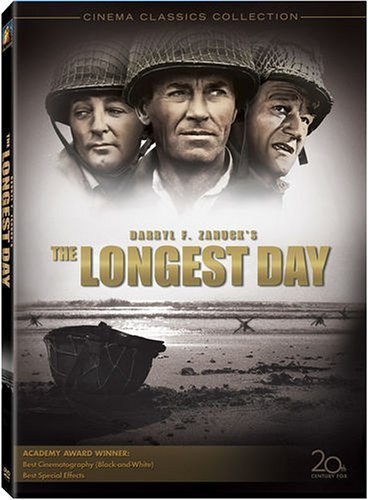 CINEMA CLASSICS COLLECTION
DARRYL F. ZANUCK'S
THE LONGEST DAY
THE LONGEST DAY
ACADEMY AWARD WINNER:
Best Cinematography (Black-and-White)
Best Special Effects
20th
CENTURY FOX